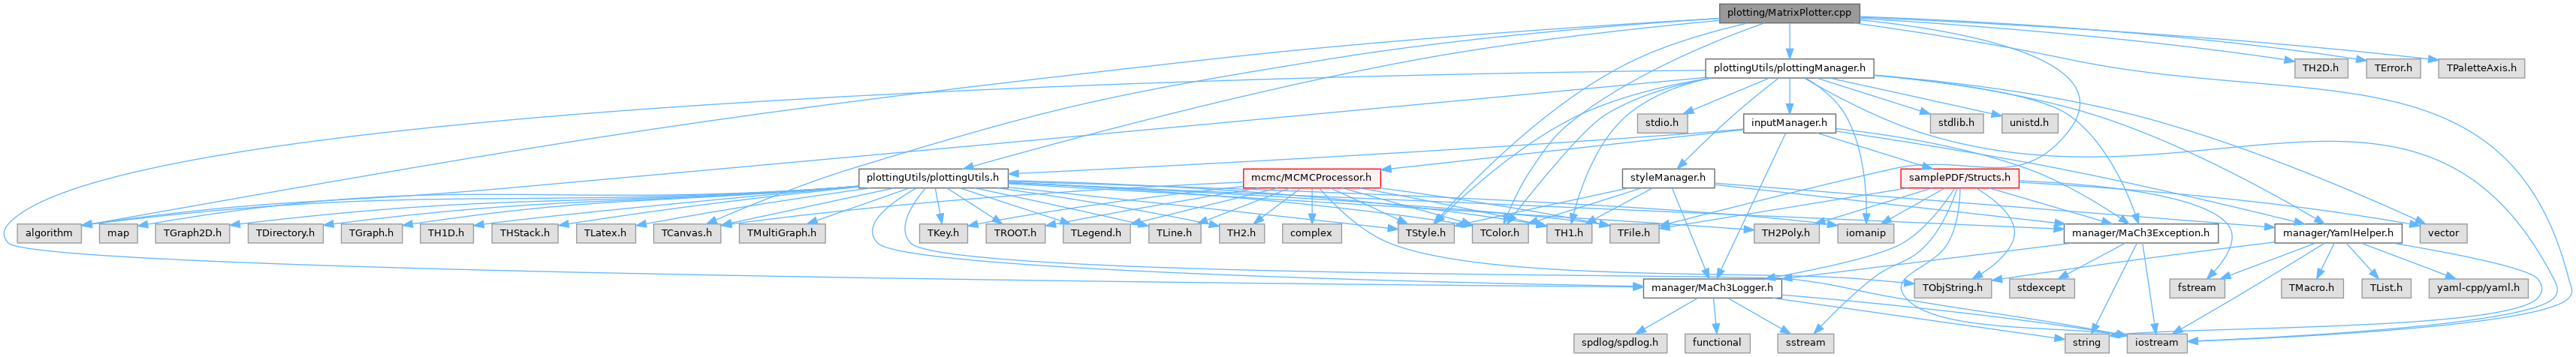 plotting/MatrixPlotter.cpp
plottingUtils/plottingManager.h
TH2D.h
TError.h
TPaletteAxis.h
stdio.h
inputManager.h
stdlib.h
unistd.h
plottingUtils/plottingUtils.h
mcmc/MCMCProcessor.h
styleManager.h
samplePDF/Structs.h
algorithm
map
TGraph2D.h
TDirectory.h
TGraph.h
TH1D.h
THStack.h
TLatex.h
TCanvas.h
TMultiGraph.h
TKey.h
TROOT.h
TLegend.h
TLine.h
TH2.h
complex
TStyle.h
TColor.h
TH1.h
TFile.h
TH2Poly.h
iomanip
manager/MaCh3Exception.h
manager/YamlHelper.h
vector
manager/MaCh3Logger.h
TObjString.h
stdexcept
fstream
TMacro.h
TList.h
yaml-cpp/yaml.h
spdlog/spdlog.h
functional
sstream
string
iostream